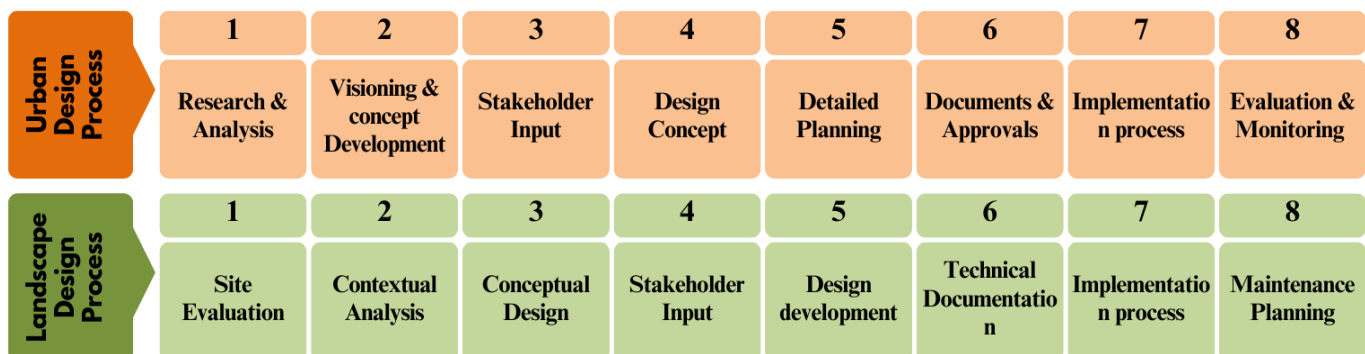 Urban
Design
Process
1
2
3
4
5
6
7
8
Research &
Analysis
Visioning &
concept
Development
Stakeholder
Input
Design
Concept
Detailed
Planning
Documents &
Approvals
Implementatio
n process
Evaluation &
Monitoring
Landscape
Design
Process
1
2
3
4
5
6
7
8
Site
Evaluation
Contextual
Analysis
Conceptual
Design
Stakeholder
Input
Design
development
Technical
Documentatio
n
Implementatio
n process
Maintenance
Planning